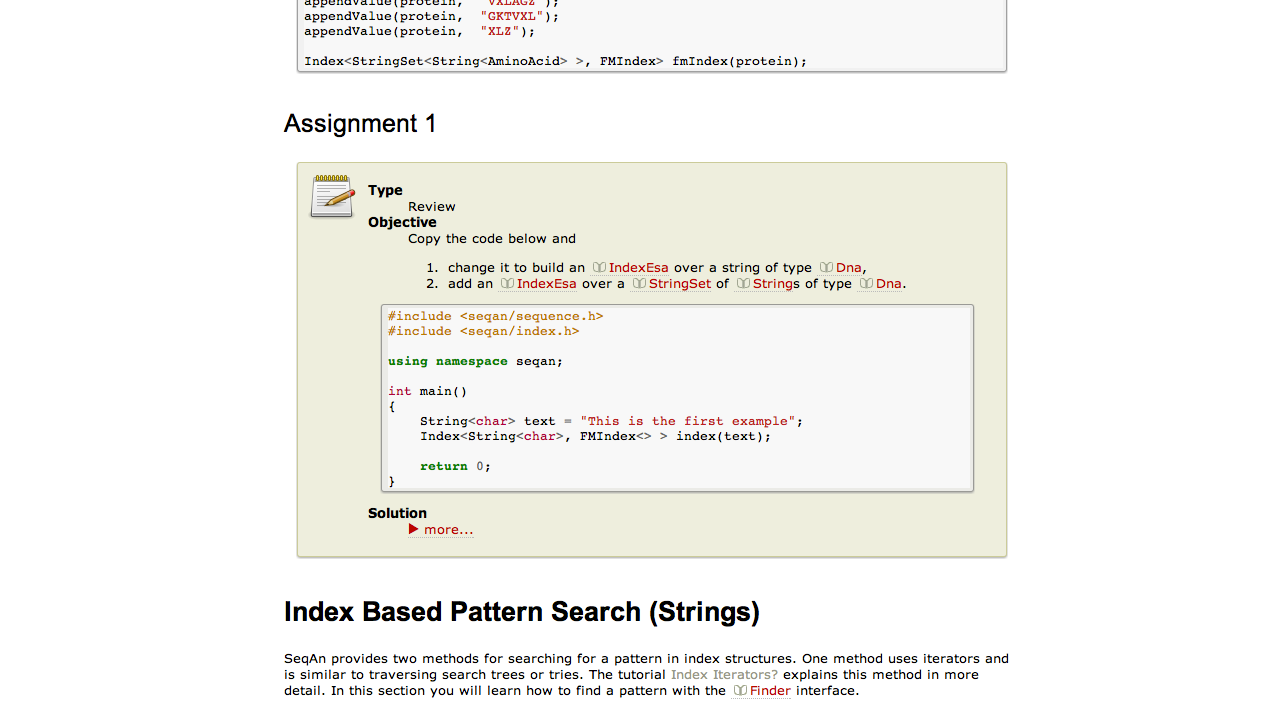 appendValue(protein, "VXLAGZ");
appendValue(protein, "GKTVXL");
appendValue(protein, "XLZ");
Index<StringSet<String<AminoAcid> >, FMIndex> fmIndex(protein);
Assignment 1
Type
Review
Objective
Copy the code below and
1. change it to build an IndexEsa over a string of type Dna,
2. add an IndexEsa over a StringSet of Strings of type Dna.
#include <seqan/sequence.h>
#include <seqan/index.h>
using namespace seqan;
int main()
{
String<char> text = "This is the first example";
Index<String<char>, FMIndex<> > index(text);
return 0;
}
Solution
more...
Index Based Pattern Search (Strings)
SeqAn provides two methods for searching for a pattern in index structures. One method uses iterators and
is similar to traversing search trees or tries. The tutorial Index Iterators? explains this method in more
detail. In this section you will learn how to find a pattern with the Finder interface.